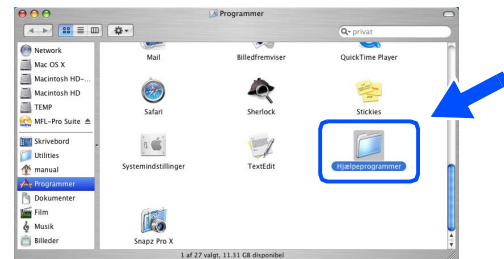 Programmer
privat
Network
Mac OS X
Macintosh HD-...
Macintosh HD
TEMP
MFL-Pro Suite
Skrivebord
Utilities
manual
Programmer
Dokumenter
Film
Musik
Billeder
Mail Billedfremviser QuickTime Player
Safari Sherlock Stickies
Systemindstillinger TextEdit Hjælpeprogrammer
Snapz Pro X
1 af 27 valgt, 11.31 GB disponibel